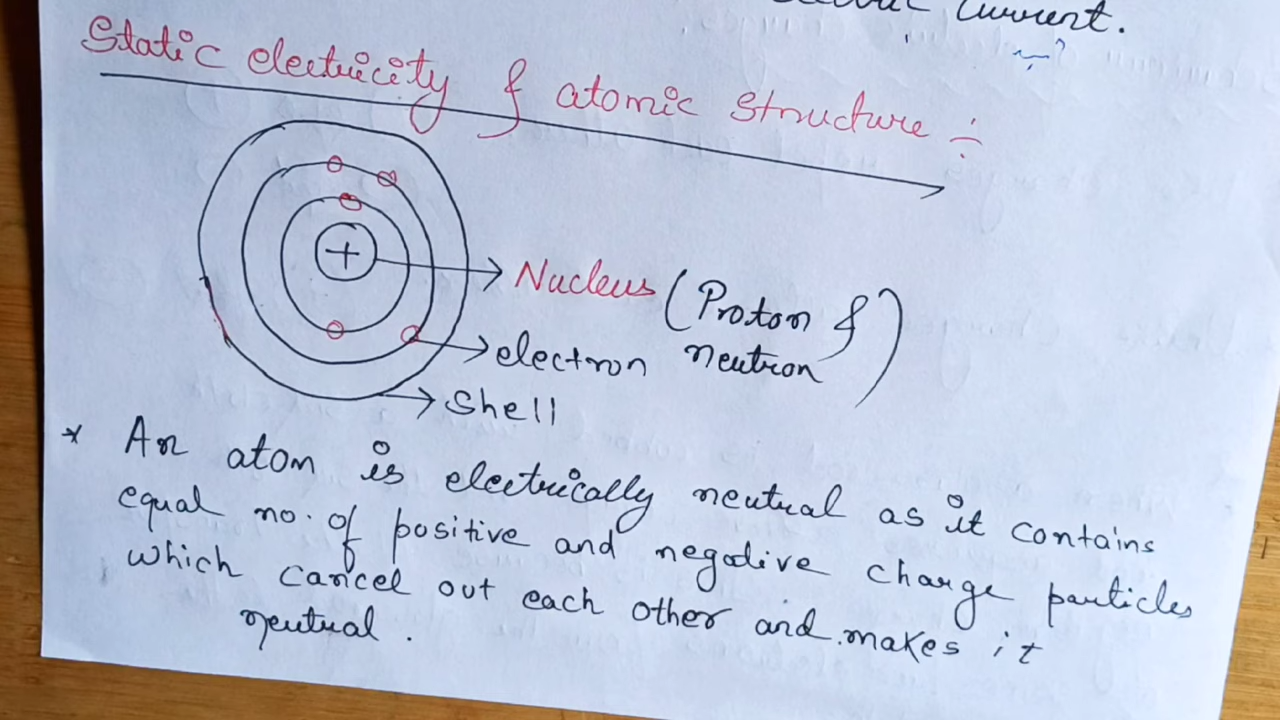 Current.
Static electricity & atomic structure :-
+
Nucleus (Proton &
neutron)
electron
Shell
* An atom is electrically neutral as it contains
equal no. of positive and negative charge particles
which cancel out each other and makes it
neutral.